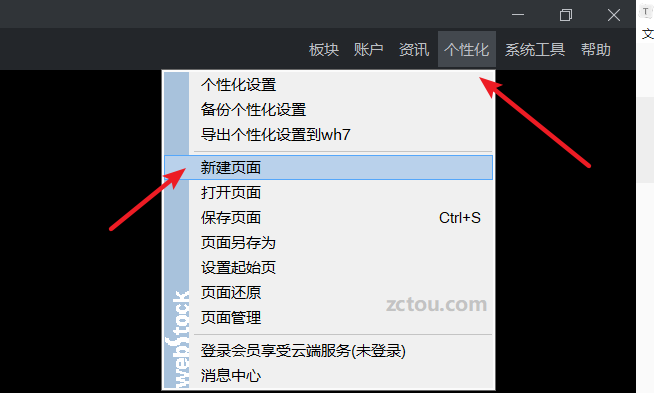 T
文
板块 账户 资讯 个性化 系统工具 帮助
个性化设置
备份个性化设置
导出个性化设置到wh7
新建页面
打开页面
保存页面 Ctrl+S
页面另存为
设置起始页
页面还原
页面管理
登录会员享受云端服务(未登录)
消息中心
webstock
zctou.com